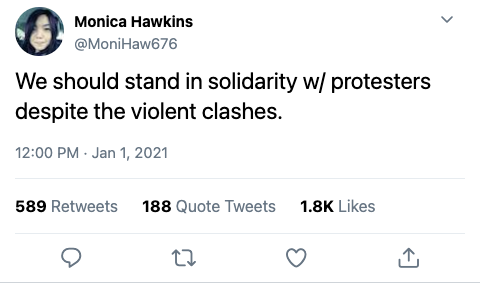 Monica Hawkins
@MoniHaw676
We should stand in solidarity w/ protesters
despite the violent clashes.
12:00 PM · Jan 1, 2021
589 Retweets 188 Quote Tweets 1.8K Likes